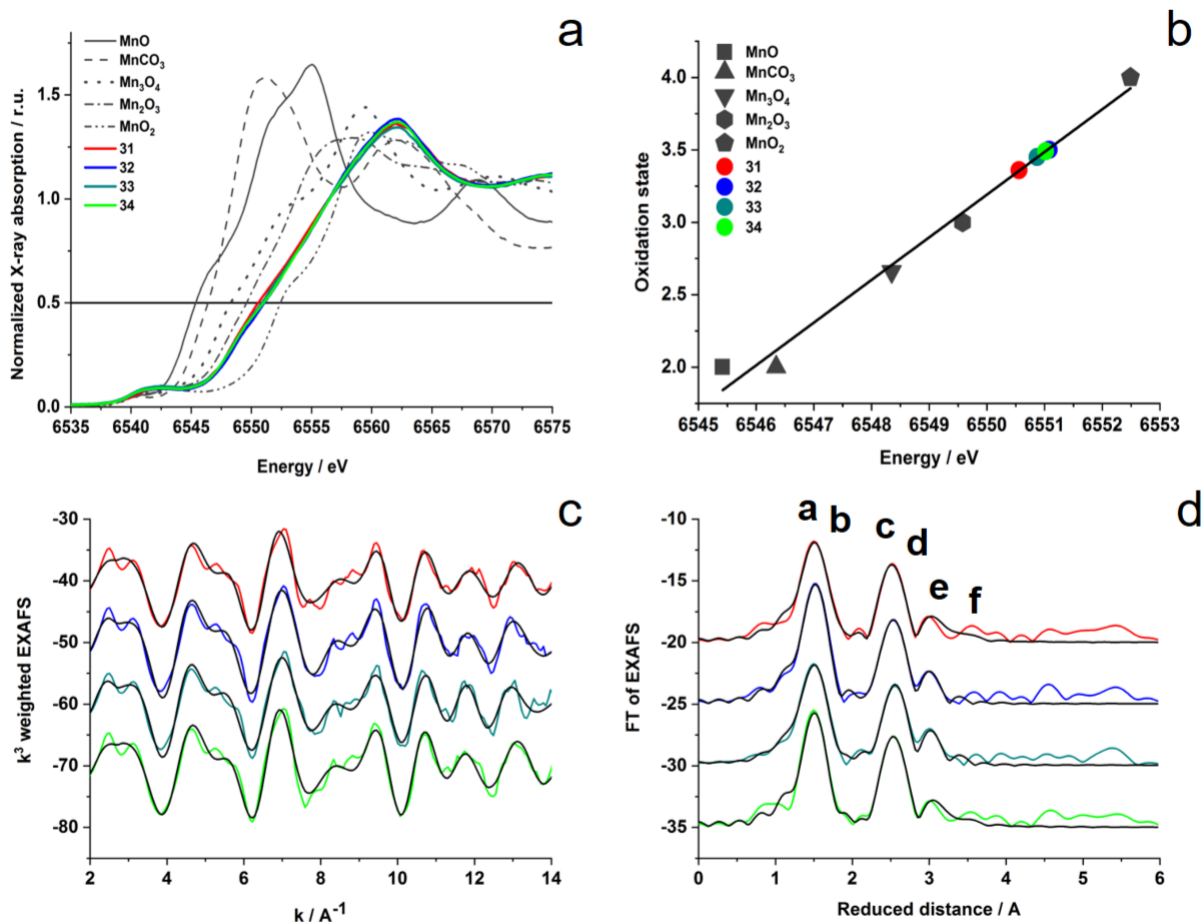 a
MnO
MnCO3
Mn3O4
Mn2O3
MnO2
31
32
33
34
Normalized X-ray absorption / r.u.
1.5
1.0
0.5
0.0
6535 6540 6545 6550 6555 6560 6565 6570 6575
Energy / eV
b
MnO
MnCO3
Mn3O4
Mn2O3
MnO2
31
32
33
34
Oxidation state
4.0
3.5
3.0
2.5
2.0
6545 6546 6547 6548 6549 6550 6551 6552 6553
Energy / eV
c
k³ weighted EXAFS
-30
-40
-50
-60
-70
-80
2 4 6 8 10 12 14
k / A⁻¹
d
a b c d e f
FT of EXAFS
-10
-15
-20
-25
-30
-35
0 1 2 3 4 5 6
Reduced distance / A